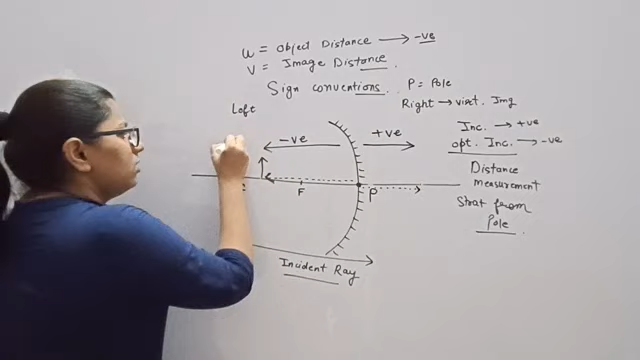 u = object Distance → -ve
v = Image Distance.
Sign conventions. P = Pole
Left
Right → virt. Img
Inc. → +ve
opt. Inc. → -ve
Distance
measurement
Strat from
Pole
-ve
+ve
F
P
Incident Ray